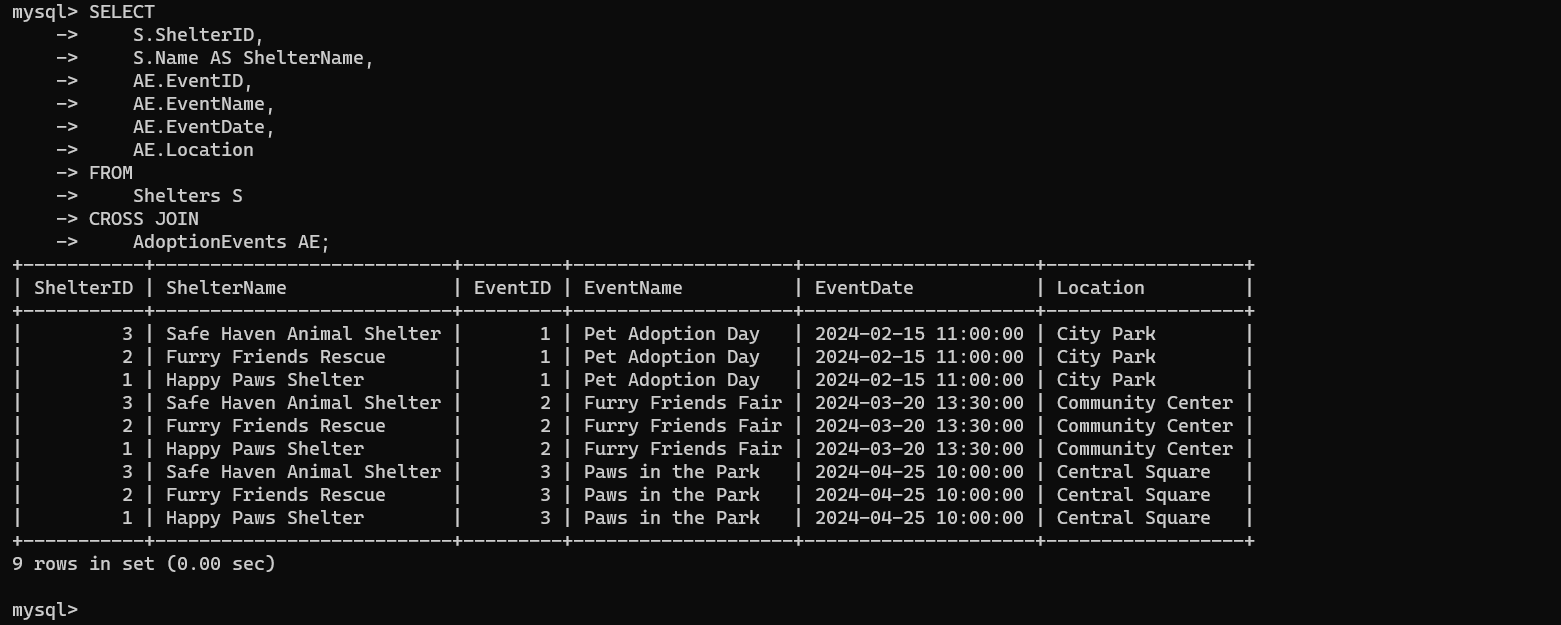 mysql> SELECT
    ->     S.ShelterID,
    ->     S.Name AS ShelterName,
    ->     AE.EventID,
    ->     AE.EventName,
    ->     AE.EventDate,
    ->     AE.Location
    -> FROM
    ->     Shelters S
    -> CROSS JOIN
    ->     AdoptionEvents AE;
+-----------+---------------------------+---------+--------------------+---------------------+------------------+
| ShelterID | ShelterName               | EventID | EventName          | EventDate           | Location         |
+-----------+---------------------------+---------+--------------------+---------------------+------------------+
|         3 | Safe Haven Animal Shelter |       1 | Pet Adoption Day   | 2024-02-15 11:00:00 | City Park        |
|         2 | Furry Friends Rescue      |       1 | Pet Adoption Day   | 2024-02-15 11:00:00 | City Park        |
|         1 | Happy Paws Shelter        |       1 | Pet Adoption Day   | 2024-02-15 11:00:00 | City Park        |
|         3 | Safe Haven Animal Shelter |       2 | Furry Friends Fair | 2024-03-20 13:30:00 | Community Center |
|         2 | Furry Friends Rescue      |       2 | Furry Friends Fair | 2024-03-20 13:30:00 | Community Center |
|         1 | Happy Paws Shelter        |       2 | Furry Friends Fair | 2024-03-20 13:30:00 | Community Center |
|         3 | Safe Haven Animal Shelter |       3 | Paws in the Park   | 2024-04-25 10:00:00 | Central Square   |
|         2 | Furry Friends Rescue      |       3 | Paws in the Park   | 2024-04-25 10:00:00 | Central Square   |
|         1 | Happy Paws Shelter        |       3 | Paws in the Park   | 2024-04-25 10:00:00 | Central Square   |
+-----------+---------------------------+---------+--------------------+---------------------+------------------+
9 rows in set (0.00 sec)

mysql>